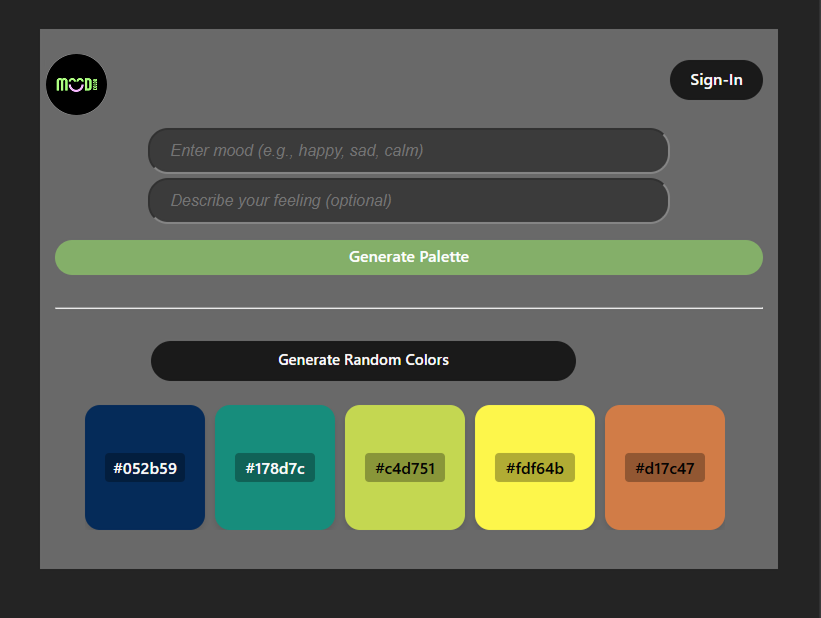 MOOD
Sign-In
Enter mood (e.g., happy, sad, calm)
Describe your feeling (optional)
Generate Palette
Generate Random Colors
#052b59
#178d7c
#c4d751
#fdf64b
#d17c47